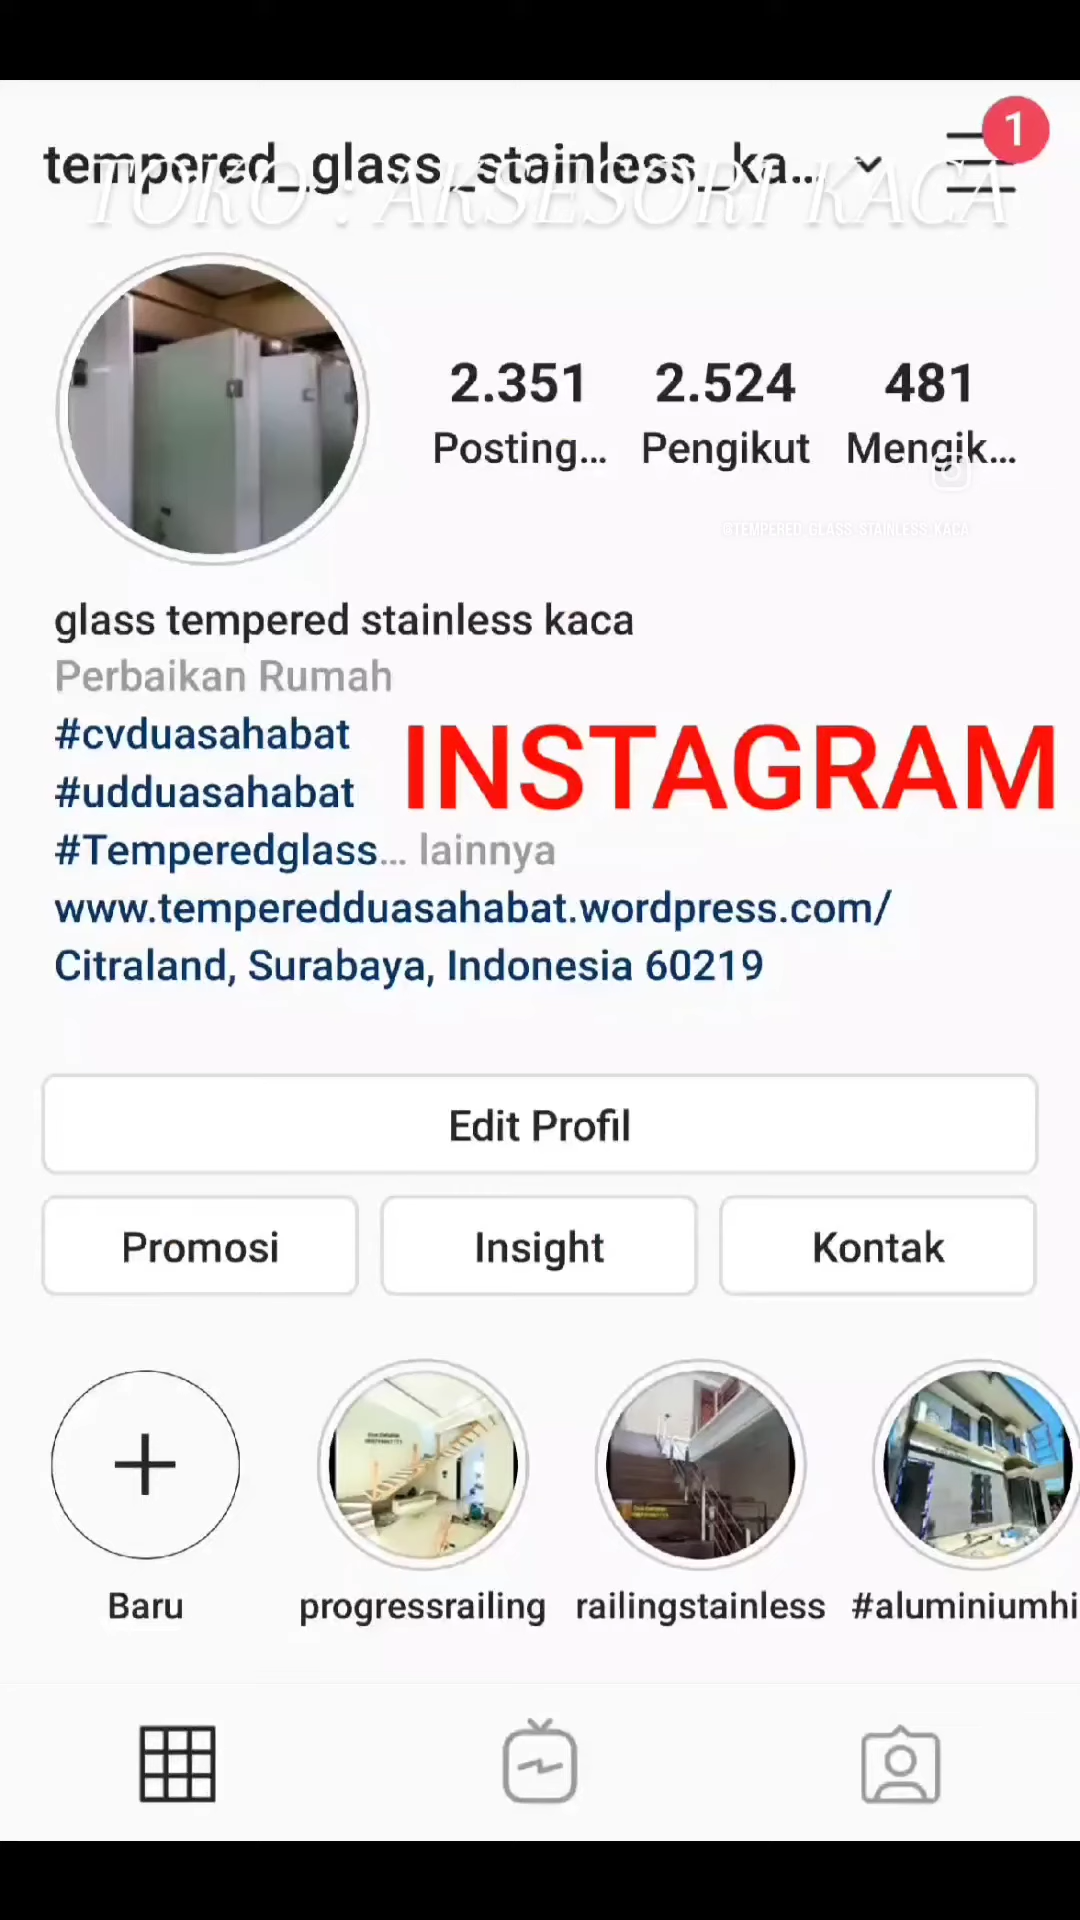 1
tempered_glass_stainless_ka...
TOKO : AKSESORI KACA
2.351 2.524 481
Posting... Pengikut Mengik...
@TEMPERED_GLASS_STAINLESS_KACA
glass tempered stainless kaca
Perbaikan Rumah
#cvduasahabat
INSTAGRAM
#udduasahabat
#Temperedglass... lainnya
www.temperedduasahabat.wordpress.com/
Citraland, Surabaya, Indonesia 60219
Edit Profil
Promosi Insight Kontak
Baru progressrailing railingstainless #aluminiumhi